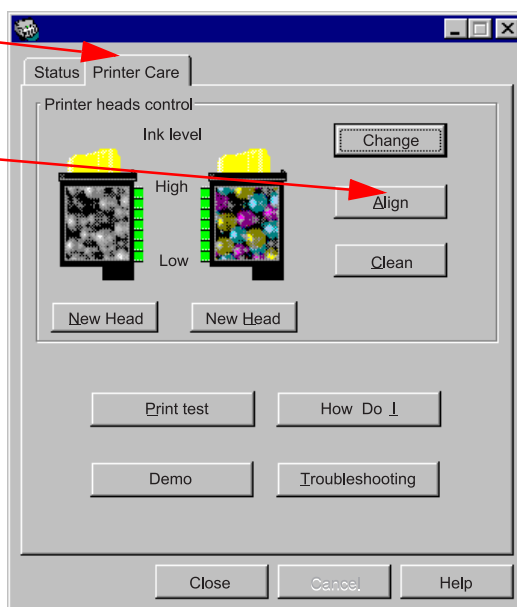 Status Printer Care
Printer heads control
Ink level
Change
High
Align
Low
Clean
New Head New Head
Print test How Do I
Demo Troubleshooting
Close Cancel Help